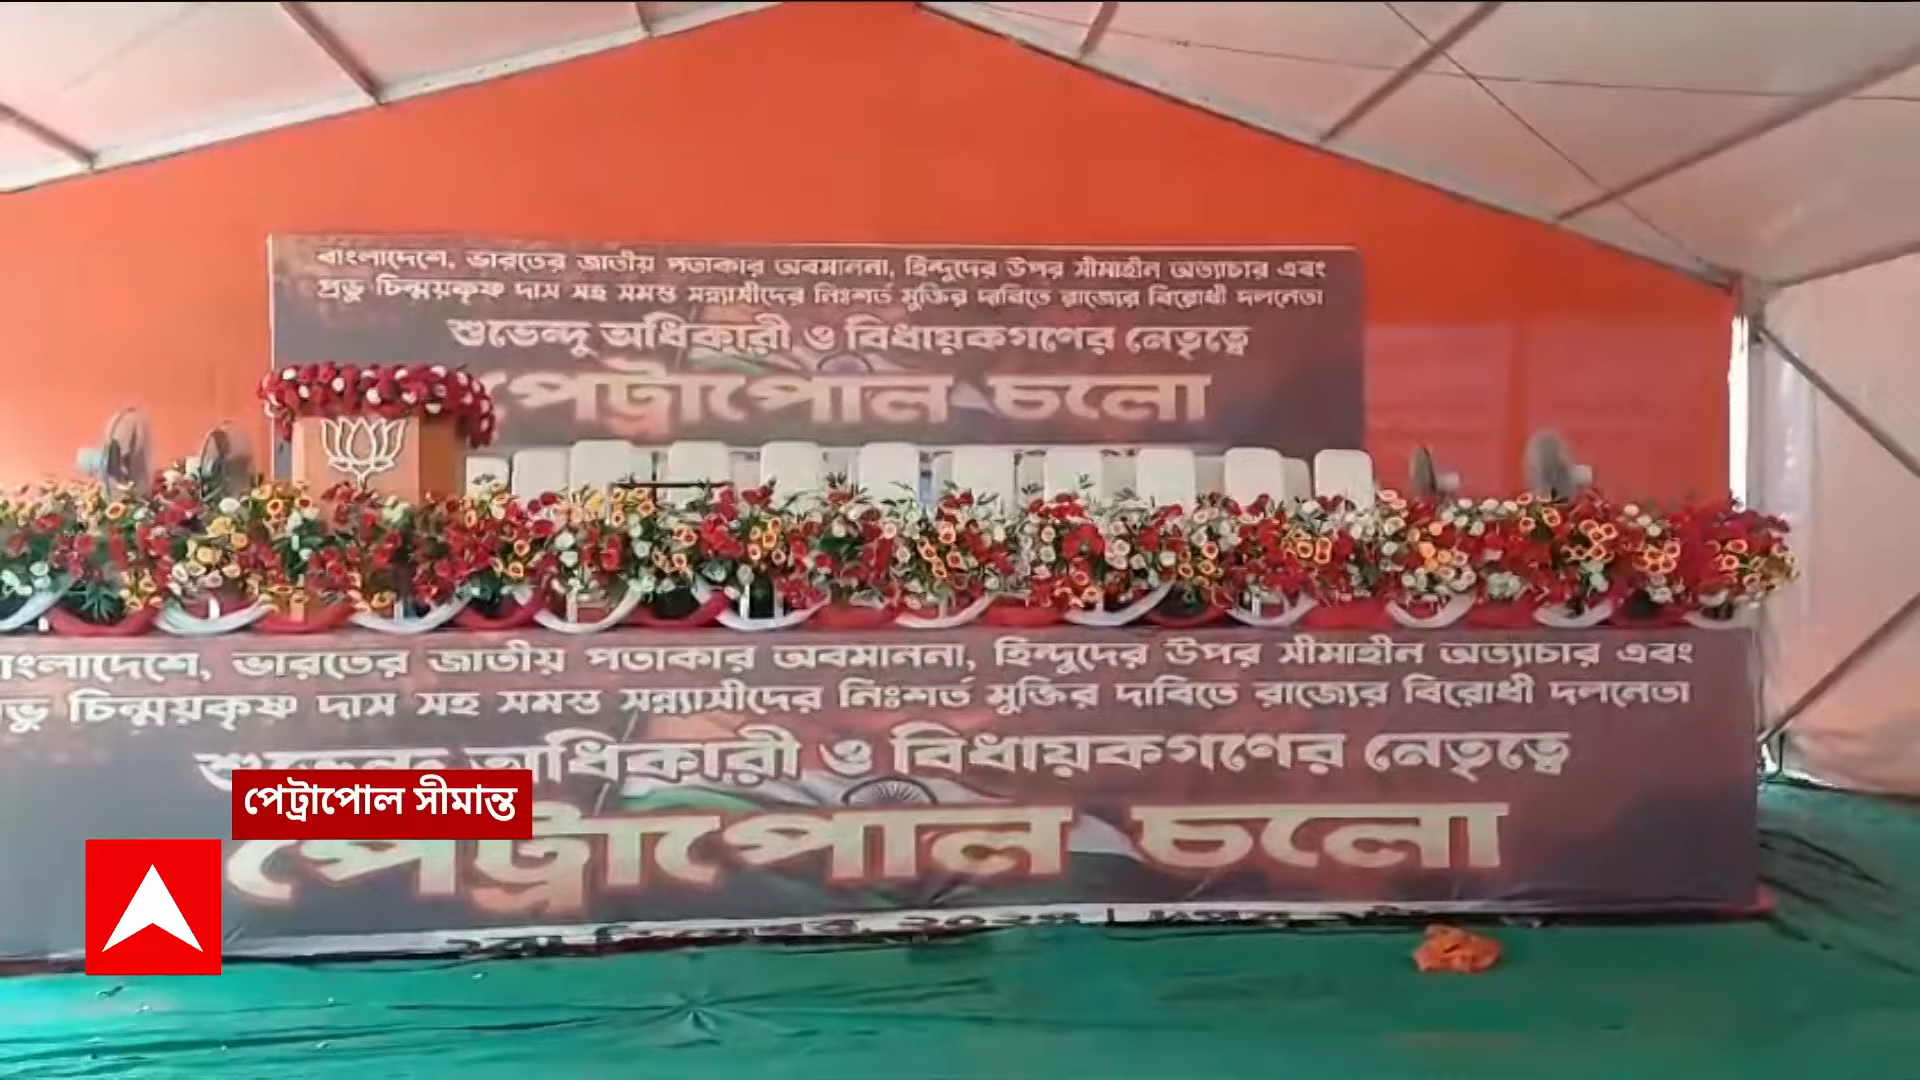 বাংলাদেশে, ভারতের জাতীয় পতাকার অবমাননা, হিন্দুদের উপর সীমাহীন অত্যাচার এবং
প্রভু চিন্ময়কৃষ্ণ দাস সহ সমস্ত সন্ন্যাসীদের নিঃশর্ত মুক্তির দাবিতে রাজ্যের বিরোধী দলনেতা
শুভেন্দু অধিকারী ও বিধায়কগণের নেতৃত্বে
পেট্রাপোল চলো
বাংলাদেশে, ভারতের জাতীয় পতাকার অবমাননা, হিন্দুদের উপর সীমাহীন অত্যাচার এবং
প্রভু চিন্ময়কৃষ্ণ দাস সহ সমস্ত সন্ন্যাসীদের নিঃশর্ত মুক্তির দাবিতে রাজ্যের বিরোধী দলনেতা
শুভেন্দু অধিকারী ও বিধায়কগণের নেতৃত্বে
পেট্রাপোল সীমান্ত
পেট্রাপোল চলো